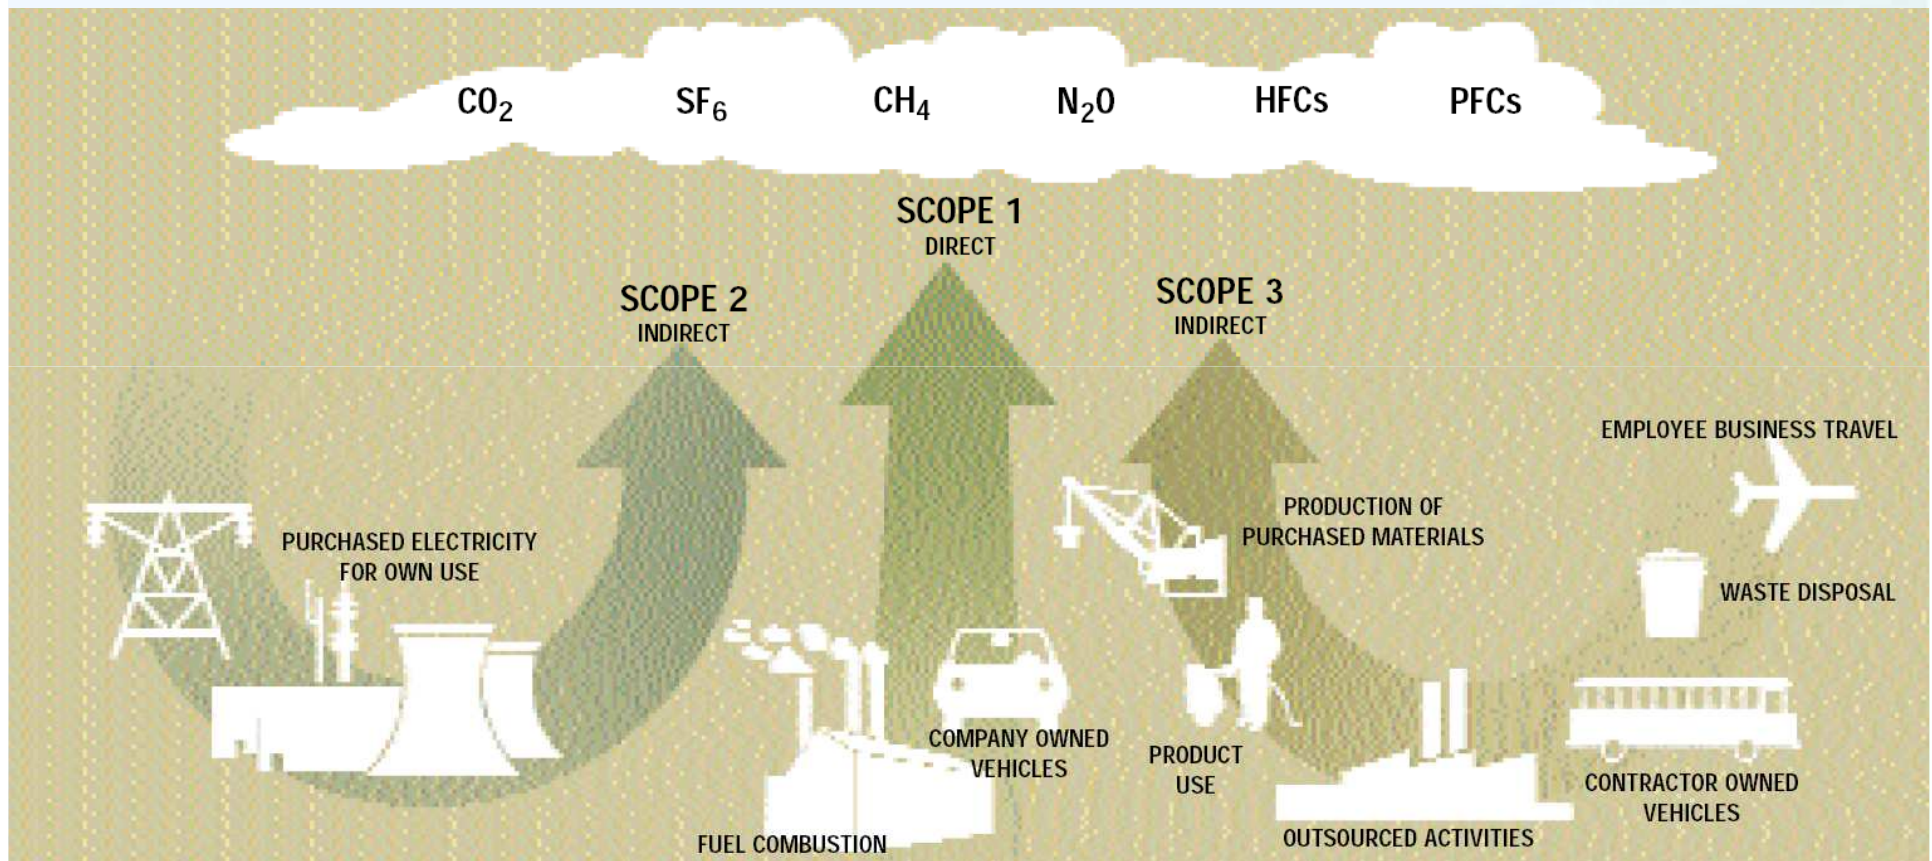 CO₂ SF₆ CH₄ N₂O HFCs PFCs
SCOPE 1
DIRECT
SCOPE 2
INDIRECT
SCOPE 3
INDIRECT
EMPLOYEE BUSINESS TRAVEL
PURCHASED ELECTRICITY
FOR OWN USE
PRODUCTION OF
PURCHASED MATERIALS
WASTE DISPOSAL
COMPANY OWNED
VEHICLES
PRODUCT
USE
CONTRACTOR OWNED
VEHICLES
FUEL COMBUSTION
OUTSOURCED ACTIVITIES